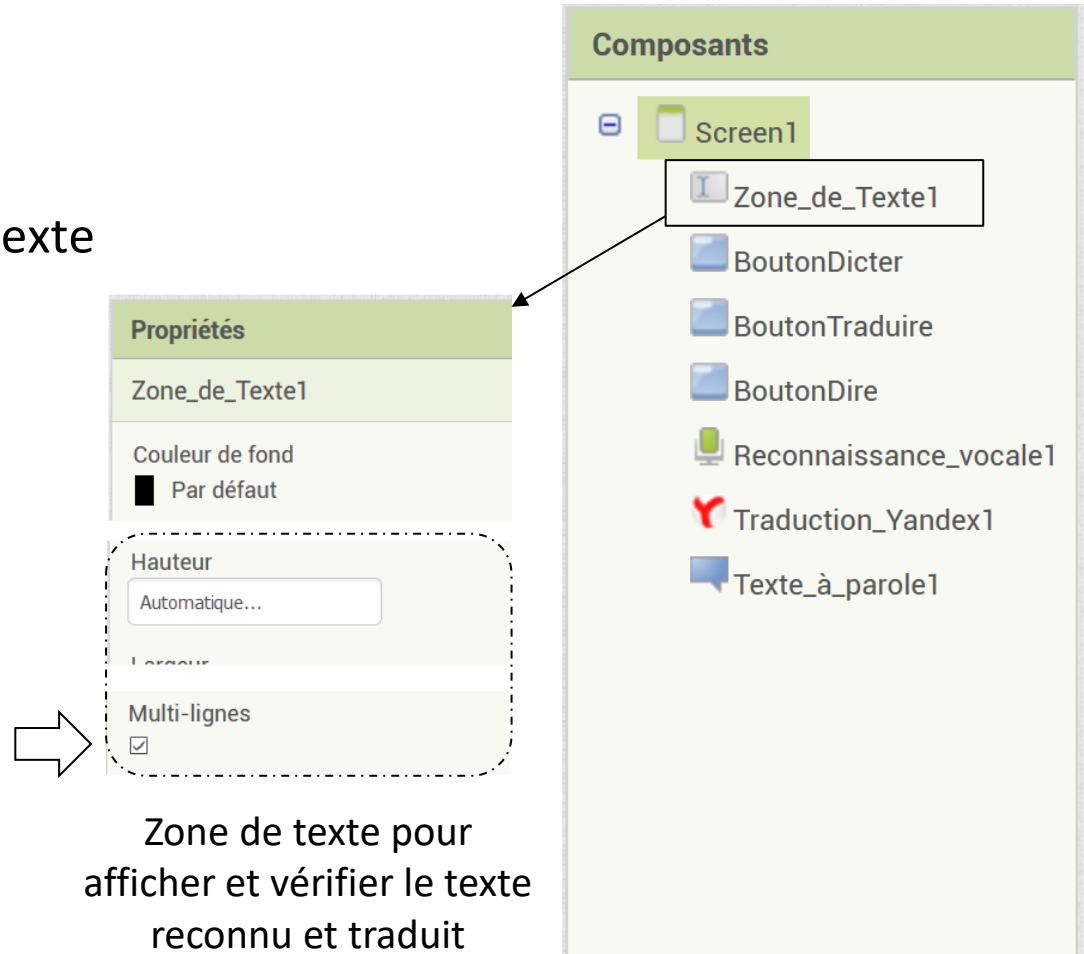 Composants
Screen1
Zone_de_Texte1
BoutonDicter
BoutonTraduire
BoutonDire
Reconnaissance_vocale1
Traduction_Yandex1
Texte_à_parole1
exte
Propriétés
Zone_de_Texte1
Couleur de fond
Par défaut
Hauteur
Automatique...
Largeur
Multi-lignes
Zone de texte pour
afficher et vérifier le texte
reconnu et traduit